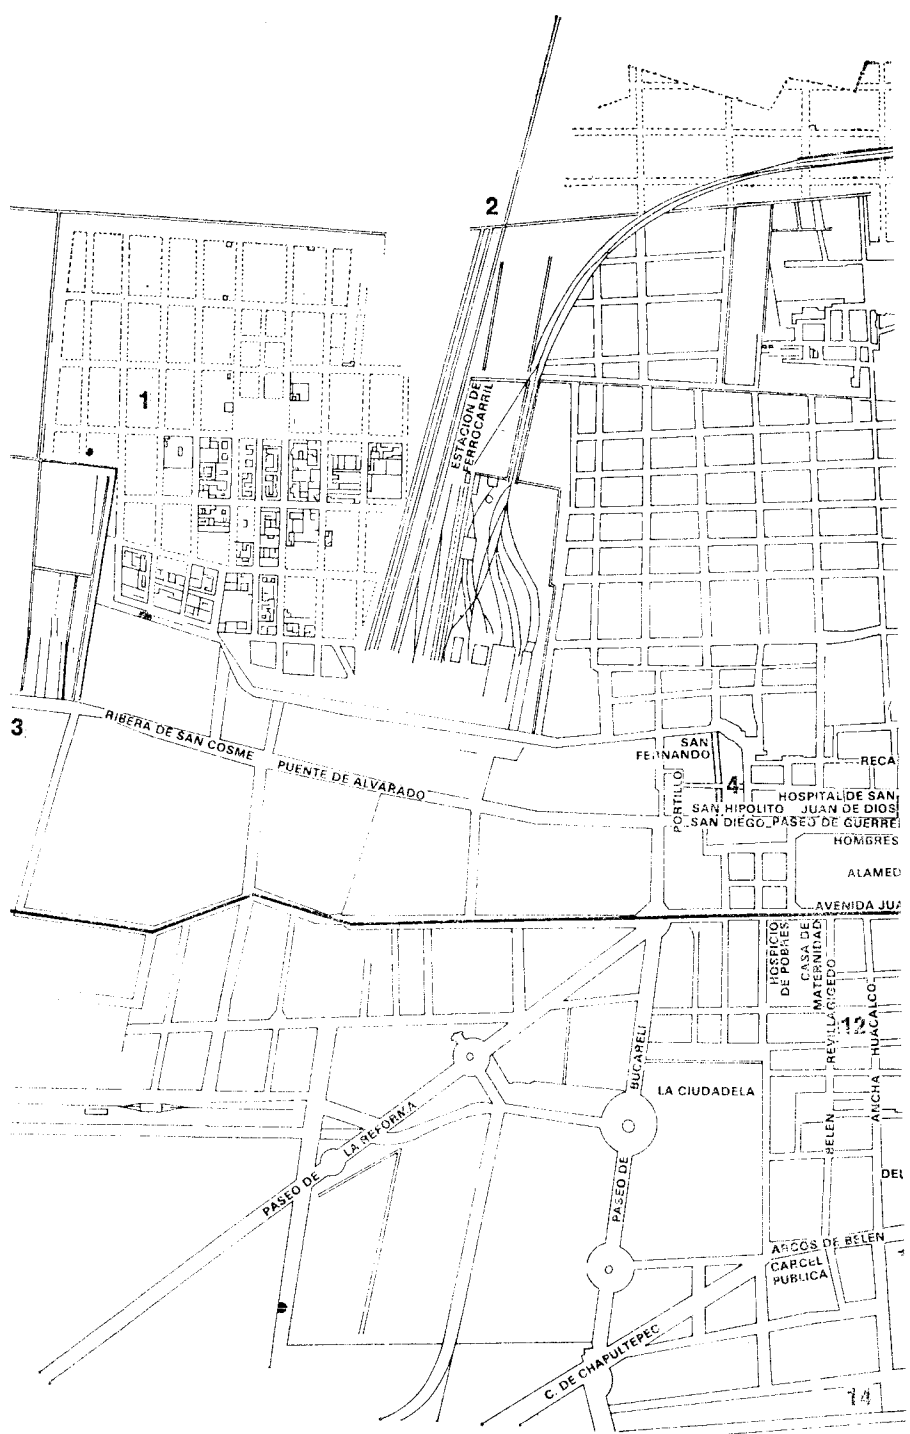 2
1
ESTACION DE
FERROCARRIL
3
RIBERA DE SAN COSME
PUENTE DE ALVARADO
SAN
FERNANDO
RECA
4
PORTILLO
HOSPITAL DE SAN
SAN HIPOLITO JUAN DE DIOS
SAN DIEGO PASEO DE GUERRE
HOMBRES
ALAMED
AVENIDA JUA
HOSPICIO
DE POBRES
CASA DE
MATERNIDAD
REVILLAGIGEDO
12
ANCHA HUACALCO
BUCARELI
LA CIUDADELA
BELEN
PASEO DE LA REFORMA
PASEO DE
DEL
ARCOS DE BELEN
CARCEL
PUBLICA
C. DE CHAPULTEPEC
14